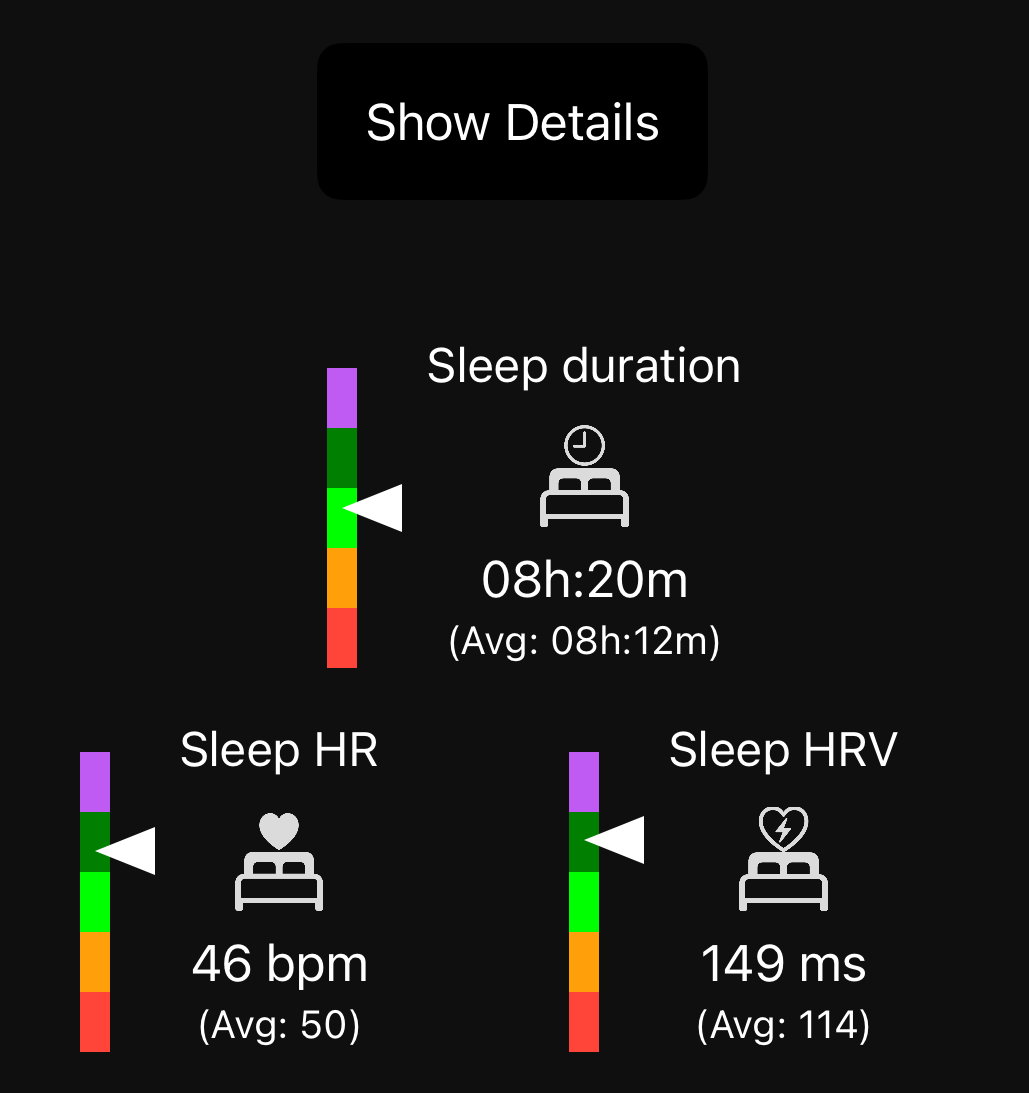 Show Details
Sleep duration
08h:20m
(Avg: 08h:12m)
Sleep HR
46 bpm
(Avg: 50)
Sleep HRV
149 ms
(Avg: 114)